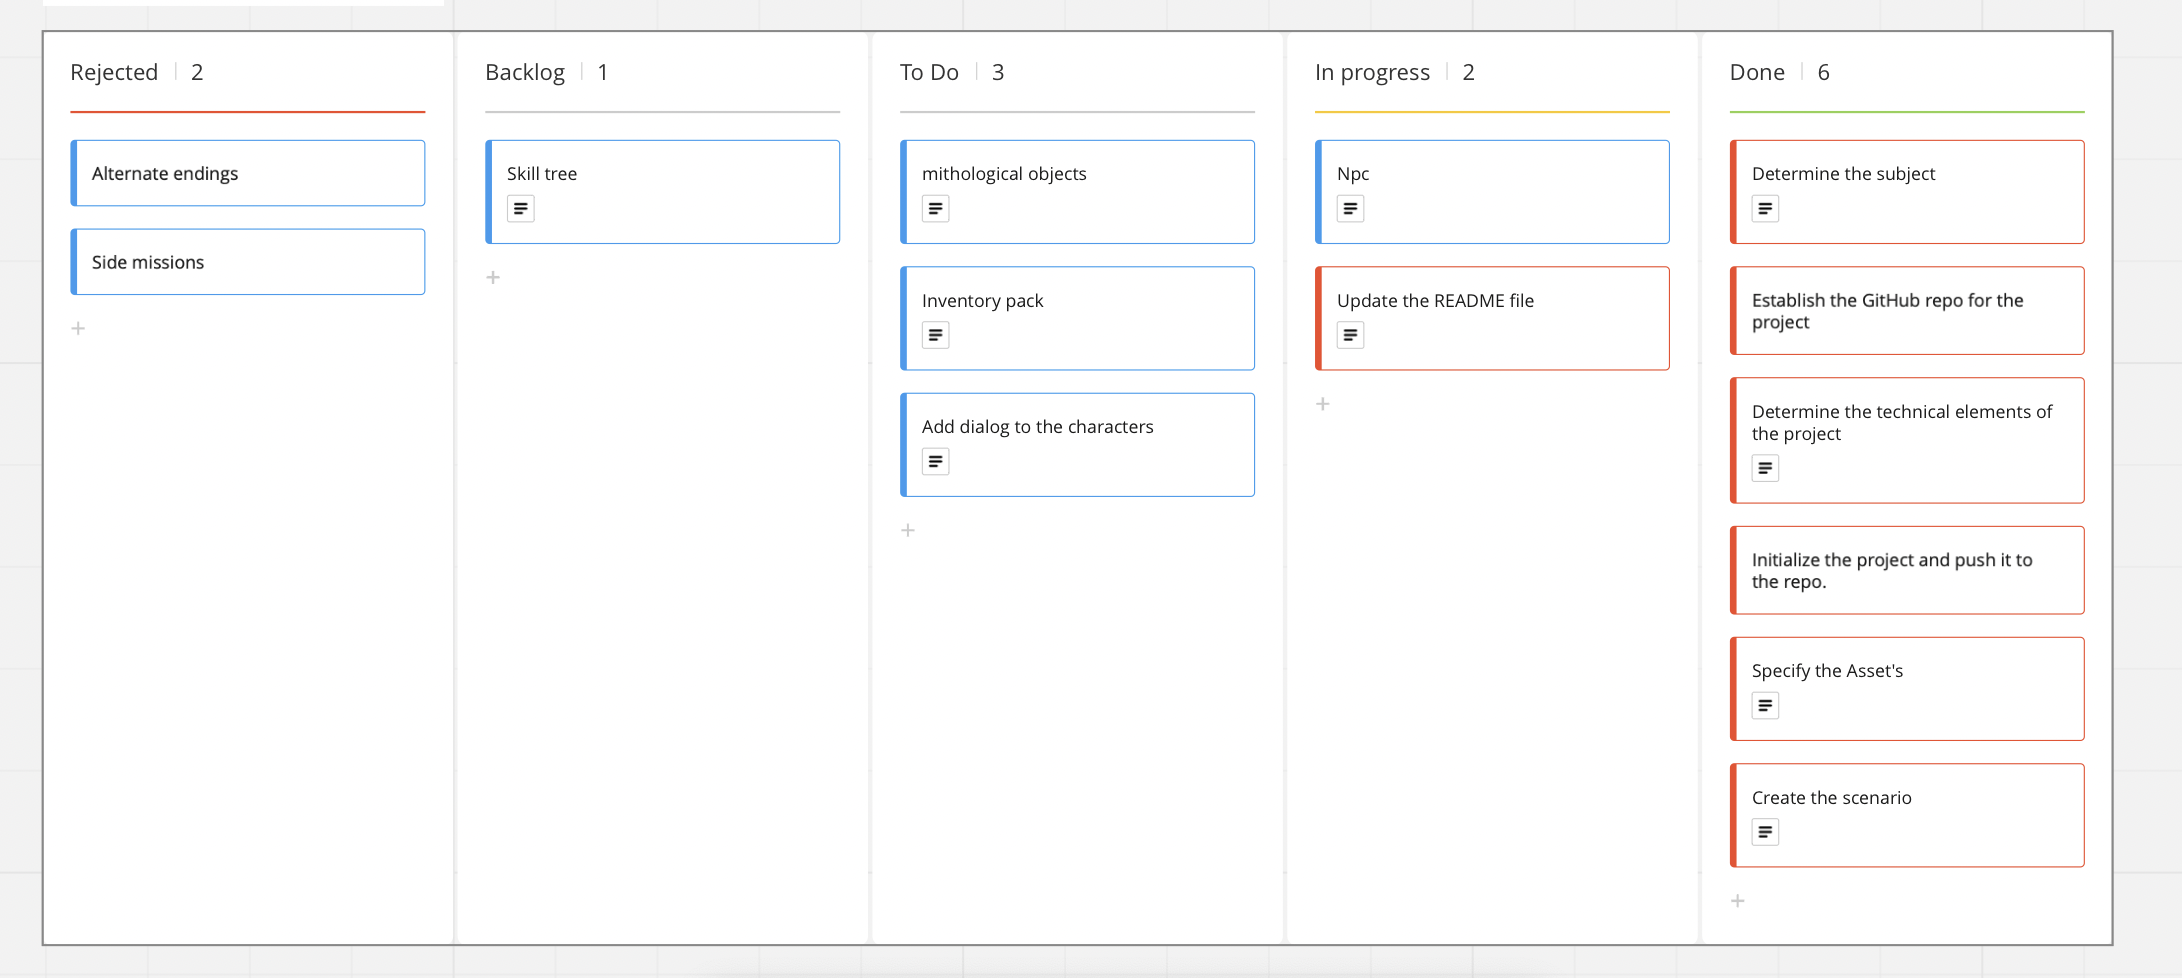 Rejected 2
Alternate endings
Side missions
Backlog 1
Skill tree
To Do 3
mithological objects
Inventory pack
Add dialog to the characters
In progress 2
Npc
Update the README file
Done 6
Determine the subject
Establish the GitHub repo for the
project
Determine the technical elements of
the project
Initialize the project and push it to
the repo.
Specify the Asset's
Create the scenario